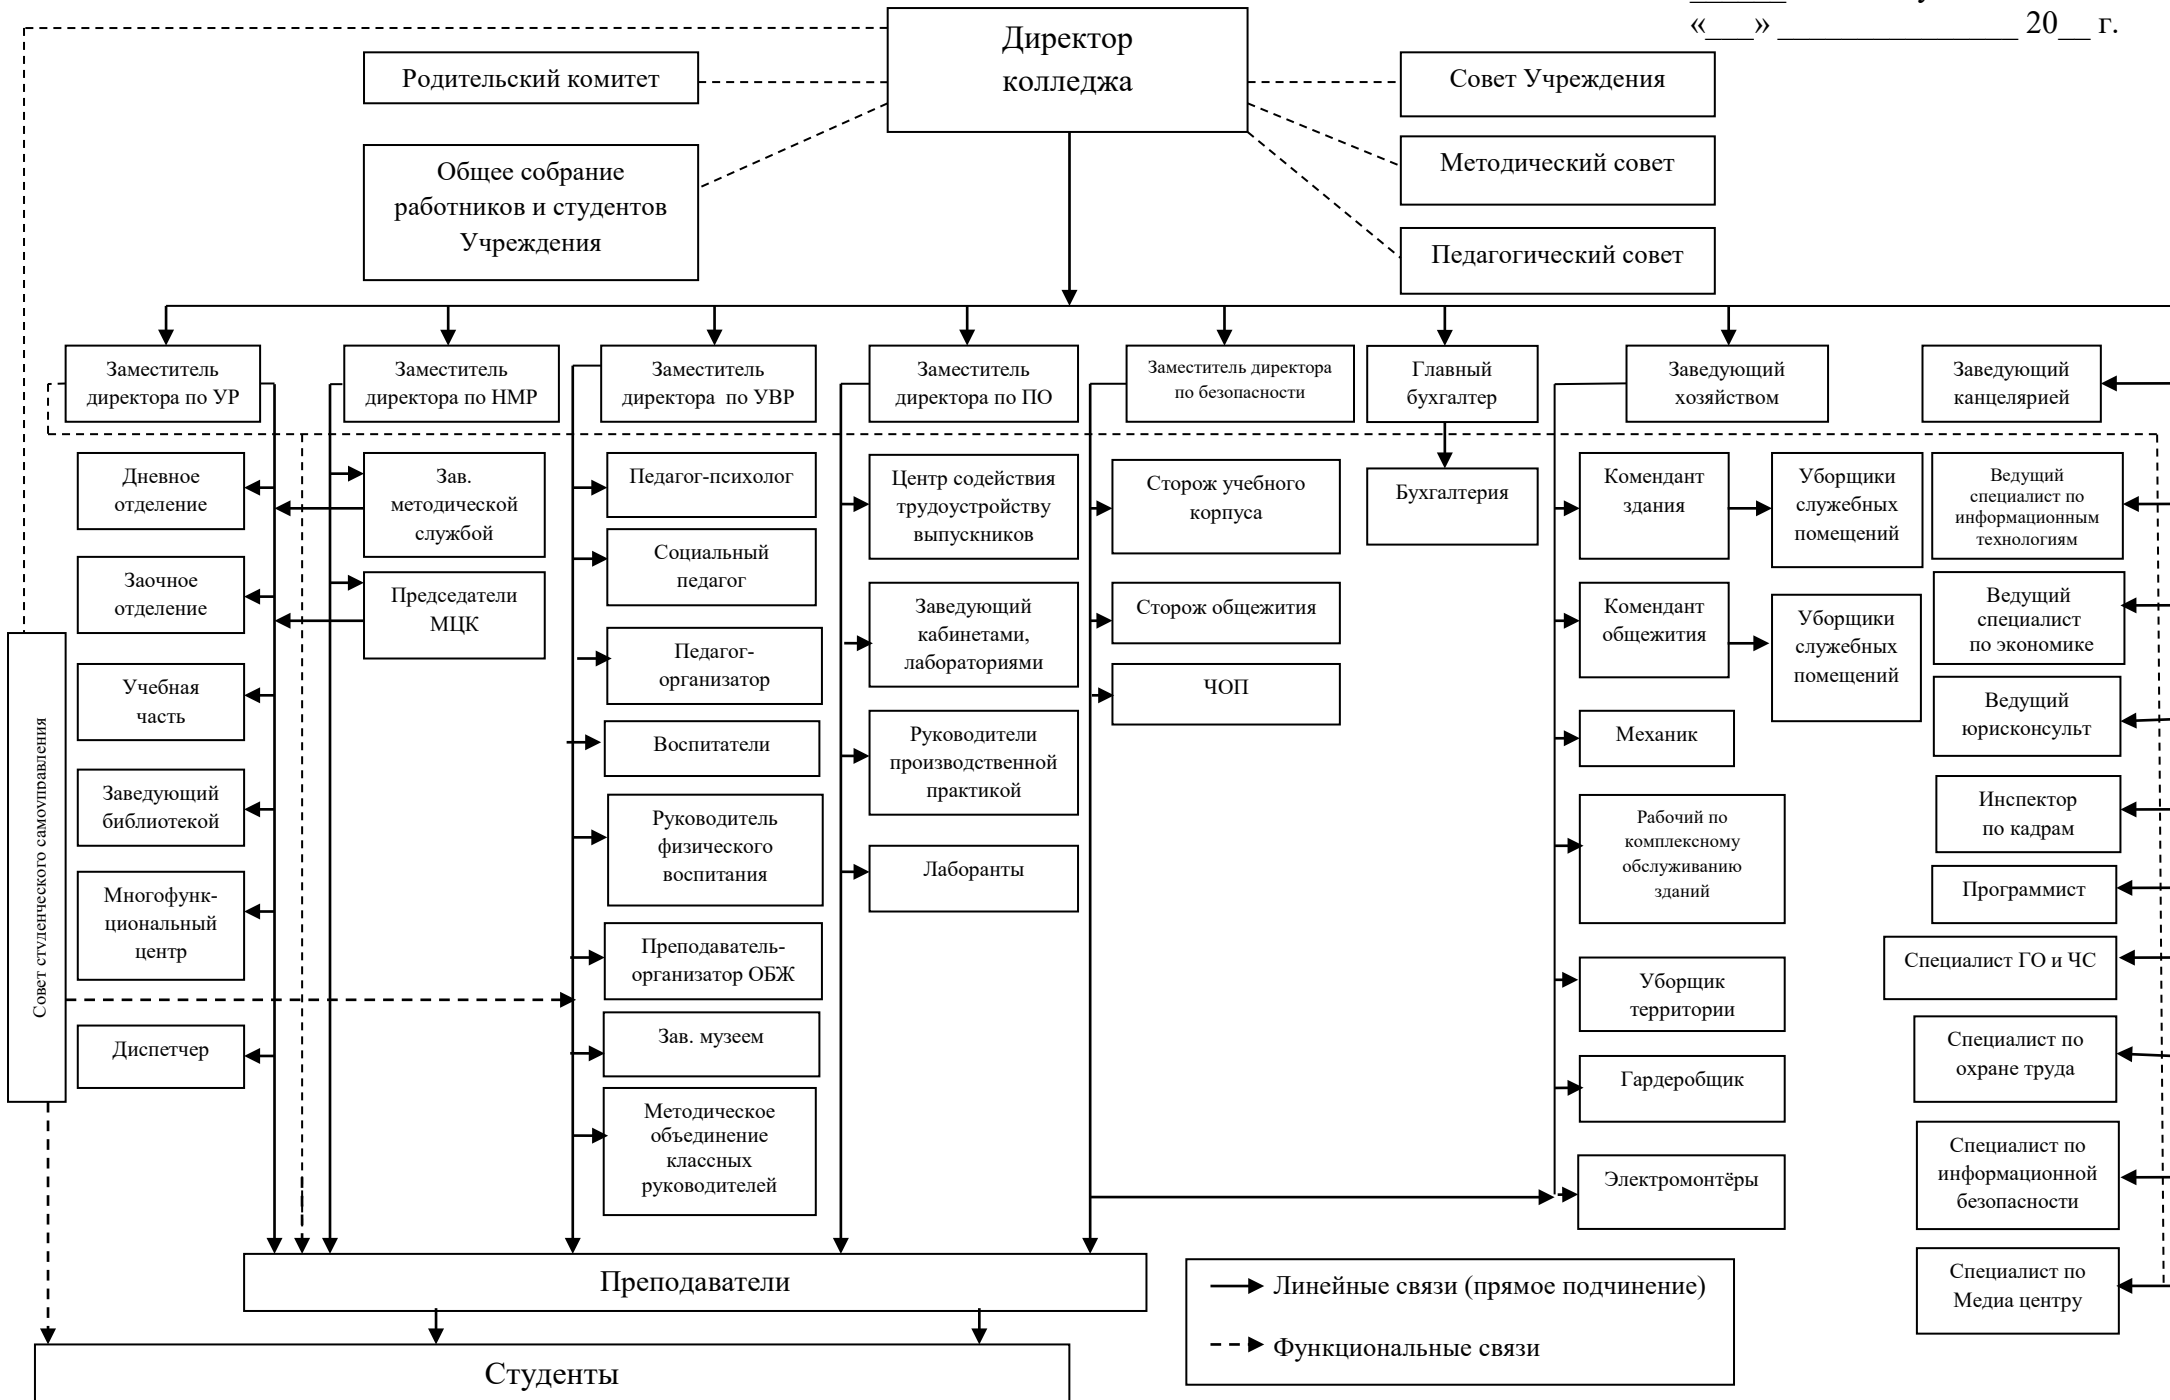 «___» _______________ 20__ г.
Директор
колледжа
Родительский комитет
Общее собрание
работников и студентов
Учреждения
Совет Учреждения
Методический совет
Педагогический совет
Заместитель
директора по УР
Заместитель
директора по НМР
Заместитель
директора по УВР
Заместитель
директора по ПО
Заместитель директора
по безопасности
Главный
бухгалтер
Заведующий
хозяйством
Заведующий
канцелярией
Дневное
отделение
Заочное
отделение
Учебная
часть
Заведующий
библиотекой
Многофунк-
циональный
центр
Диспетчер
Совет студенческого самоуправления
Зав.
методической
службой
Председатели
МЦК
Педагог-психолог
Социальный
педагог
Педагог-
организатор
Воспитатели
Руководитель
физического
воспитания
Преподаватель-
организатор ОБЖ
Зав. музеем
Методическое
объединение
классных
руководителей
Центр содействия
трудоустройству
выпускников
Заведующий
кабинетами,
лабораториями
Руководители
производственной
практикой
Лаборанты
Сторож учебного
корпуса
Сторож общежития
ЧОП
Бухгалтерия
Комендант
здания
Комендант
общежития
Механик
Рабочий по
комплексному
обслуживанию
зданий
Уборщик
территории
Гардеробщик
Электромонтёры
Уборщики
служебных
помещений
Уборщики
служебных
помещений
Ведущий
специалист по
информационным
технологиям
Ведущий
специалист
по экономике
Ведущий
юрисконсульт
Инспектор
по кадрам
Программист
Специалист ГО и ЧС
Специалист по
охране труда
Специалист по
информационной
безопасности
Специалист по
Медиа центру
Преподаватели
Студенты
Линейные связи (прямое подчинение)
Функциональные связи